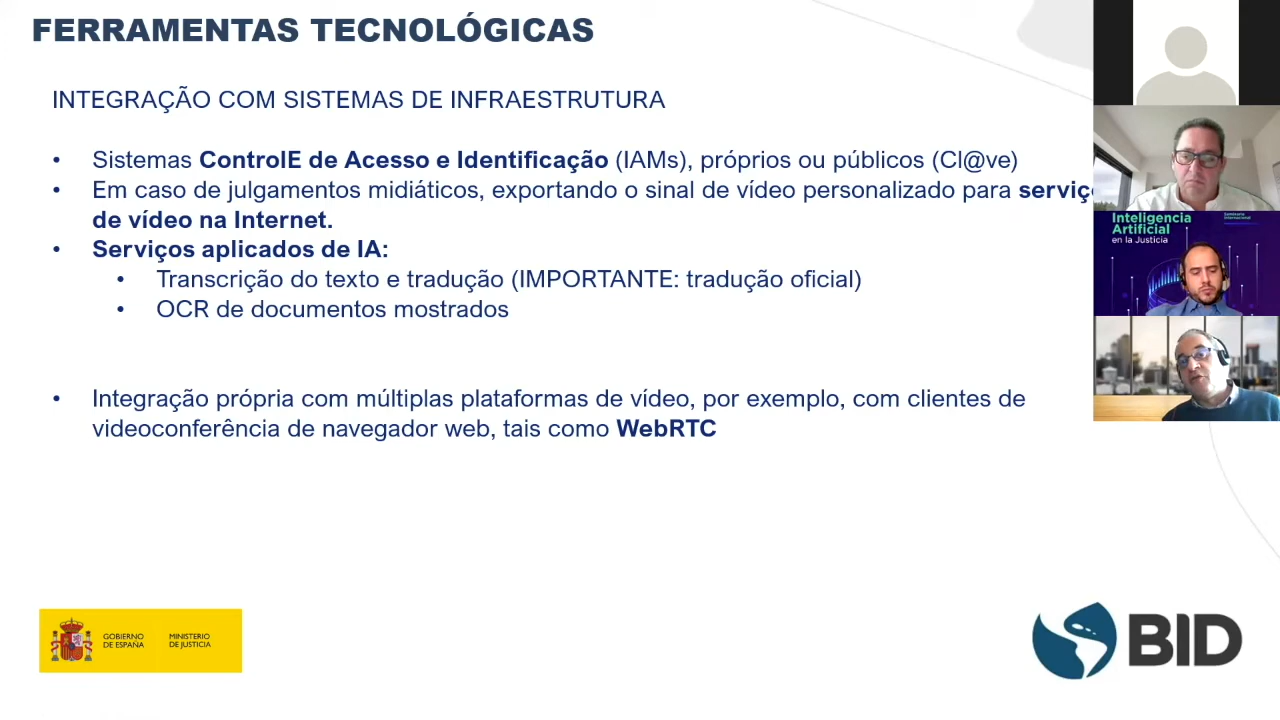 FERRAMENTAS TECNOLÓGICAS
INTEGRAÇÃO COM SISTEMAS DE INFRAESTRUTURA
• Sistemas ControlE de Acesso e Identificação (IAMs), próprios ou públicos (Cl@ve)
• Em caso de julgamentos midiáticos, exportando o sinal de vídeo personalizado para serviç
de vídeo na Internet.
• Serviços aplicados de IA:
• Transcrição do texto e tradução (IMPORTANTE: tradução oficial)
• OCR de documentos mostrados
• Integração própria com múltiplas plataformas de vídeo, por exemplo, com clientes de
videoconferência de navegador web, tais como WebRTC
Inteligencia
Artificial
en la Justicia
Seminario
Internacional
GOBIERNO
DE ESPAÑA
MINISTERIO
DE JUSTICIA
BID